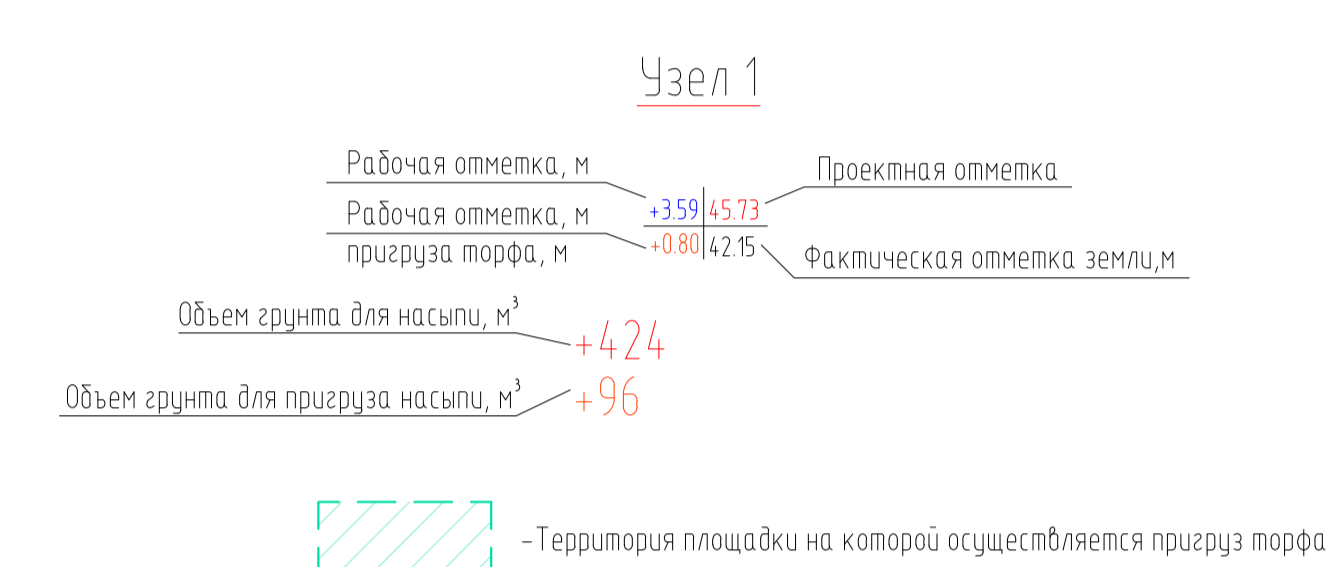 Узел 1
Рабочая отметка, м
Проектная отметка
+3.59 45.73
Рабочая отметка, м
пригруза торфа, м
+0.80 42.15
Фактическая отметка земли,м
Объем грунта для насыпи, м³
+424
Объем грунта для пригруза насыпи, м³
+96
-Территория площадки на которой осуществляется пригруз торфа